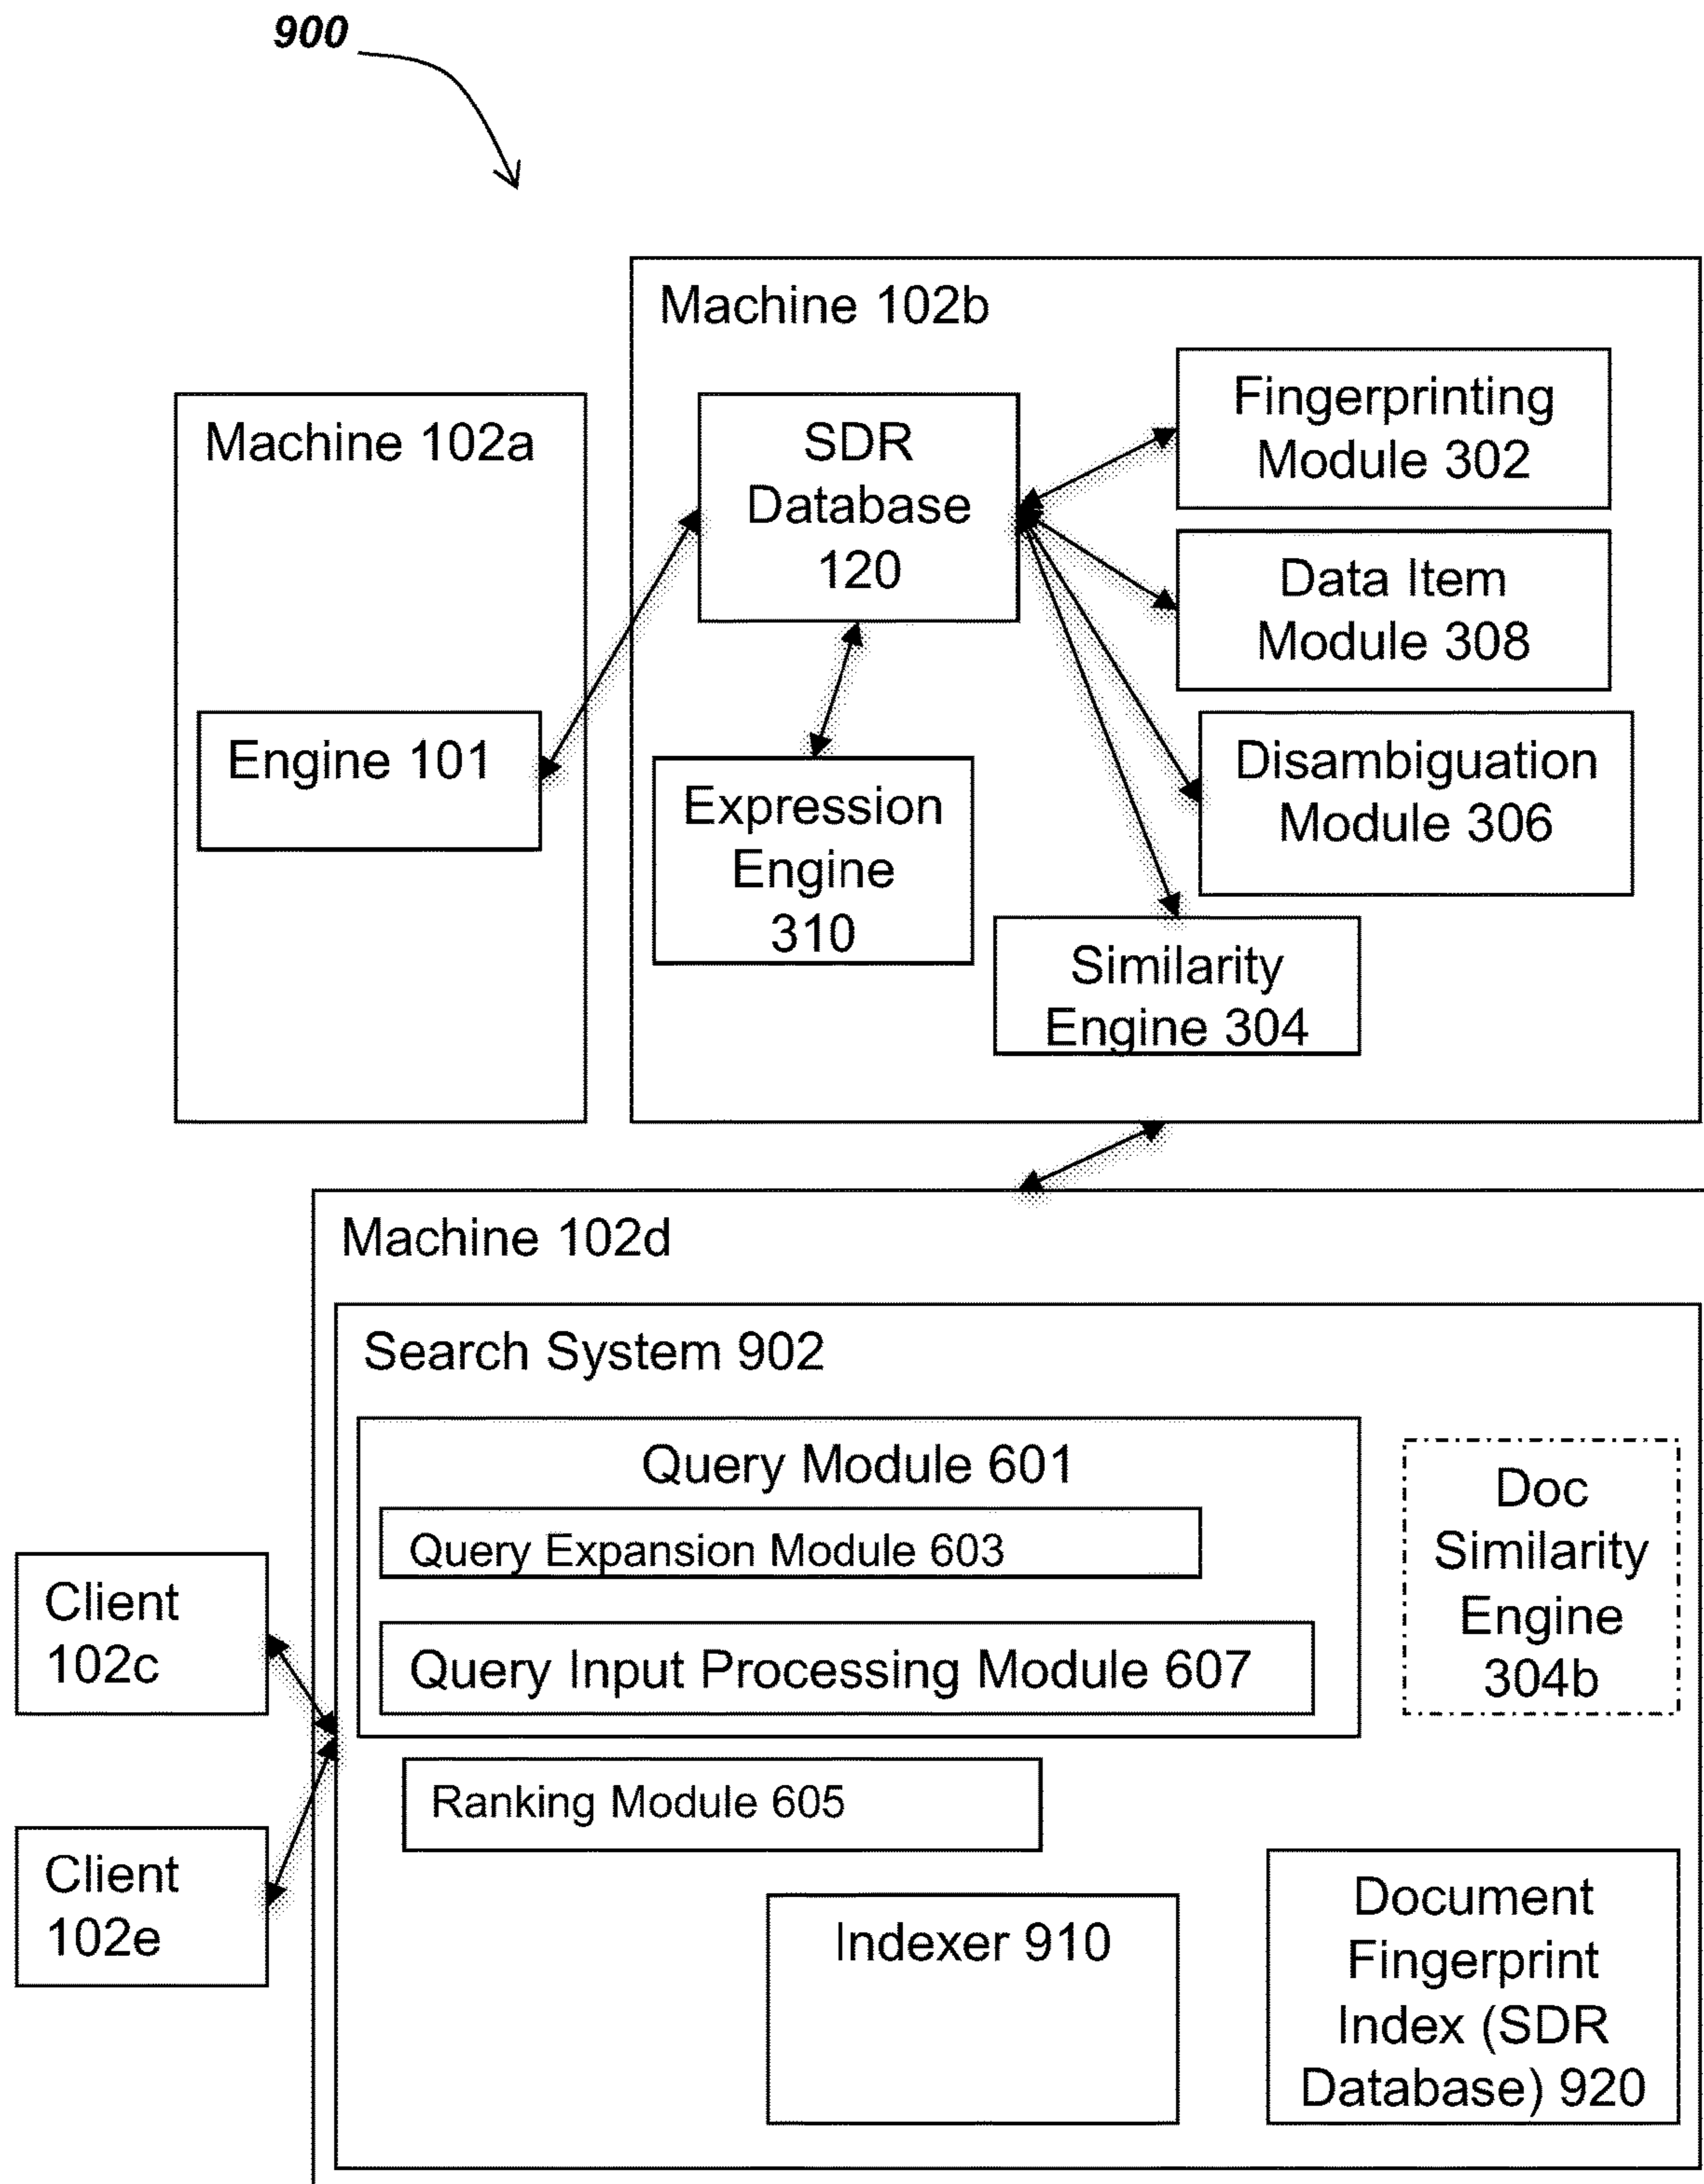 900
Machine 102b
Machine 102a
SDR
Database
120
Fingerprinting
Module 302
Data Item
Module 308
Engine 101
Disambiguation
Module 306
Expression
Engine
310
Similarity
Engine 304
Machine 102d
Search System 902
Query Module 601
Query Expansion Module 603
Query Input Processing Module 607
Doc
Similarity
Engine
304b
Client
102c
Ranking Module 605
Client
102e
Indexer 910
Document
Fingerprint
Index (SDR
Database) 920